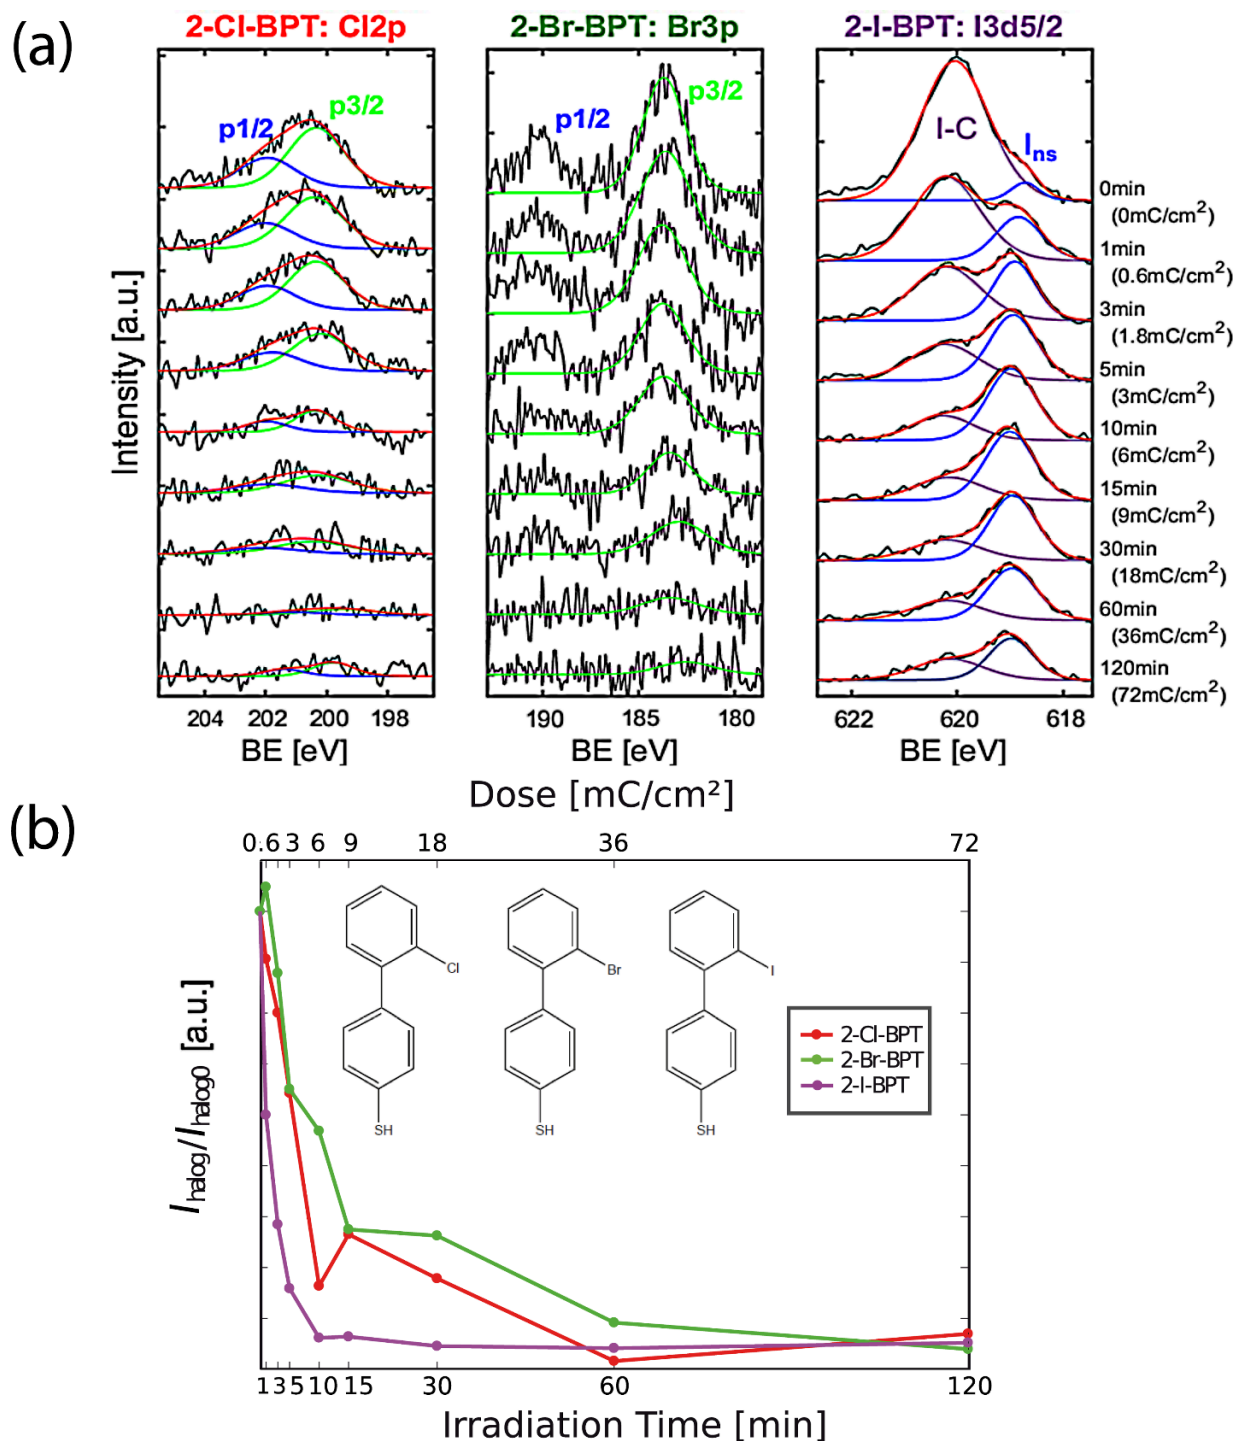 (a)
2-Cl-BPT: Cl2p
2-Br-BPT: Br3p
2-I-BPT: I3d5/2
p1/2
p3/2
p1/2
p3/2
I-C
Ins
0min
(0mC/cm²)
1min
(0.6mC/cm²)
3min
(1.8mC/cm²)
5min
(3mC/cm²)
10min
(6mC/cm²)
15min
(9mC/cm²)
30min
(18mC/cm²)
60min
(36mC/cm²)
120min
(72mC/cm²)
Intensity [a.u.]
204 202 200 198
190 185 180
622 620 618
BE [eV]
BE [eV]
BE [eV]
(b)
Dose [mC/cm²]
0.6 3 6 9 18 36 72
Cl
Br
I
SH
SH
SH
2-Cl-BPT
2-Br-BPT
2-I-BPT
Ihalog/Ihalog0 [a.u.]
1 3 5 10 15 30 60 120
Irradiation Time [min]